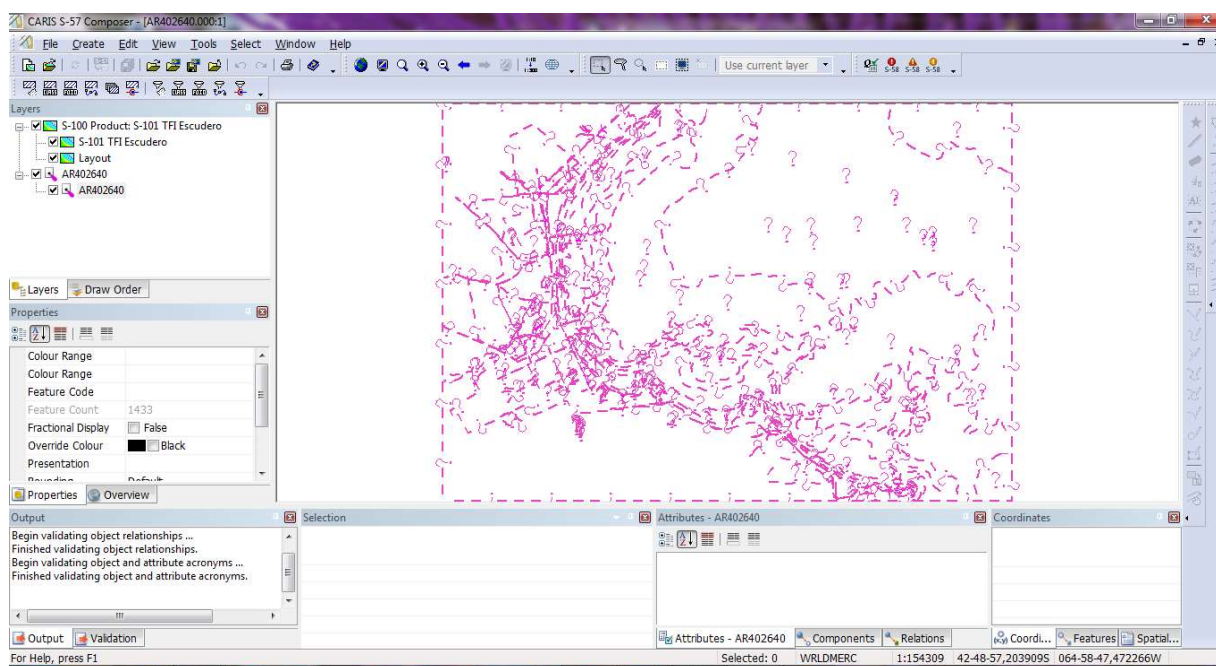 CARIS S-57 Composer - [AR402640.000:1]
File Create Edit View Tools Select Window Help
Use current layer
S-58 S-58 S-58
Layers
S-100 Product: S-101 TFI Escudero
S-101 TFI Escudero
Layout
AR402640
AR402640
Layers Draw Order
Properties
Colour Range
Colour Range
Feature Code
Feature Count 1433
Fractional Display False
Override Colour Black
Presentation
Properties Overview
Output
Begin validating object relationships ...
Finished validating object relationships.
Begin validating object and attribute acronyms ...
Finished validating object and attribute acronyms.
Output Validation
Selection
Attributes - AR402640
Attributes - AR402640 Components Relations
Coordinates
Coordi... Features Spatial...
For Help, press F1
Selected: 0 WRLDMERC 1:154309 42-48-57,203909S 064-58-47,472266W